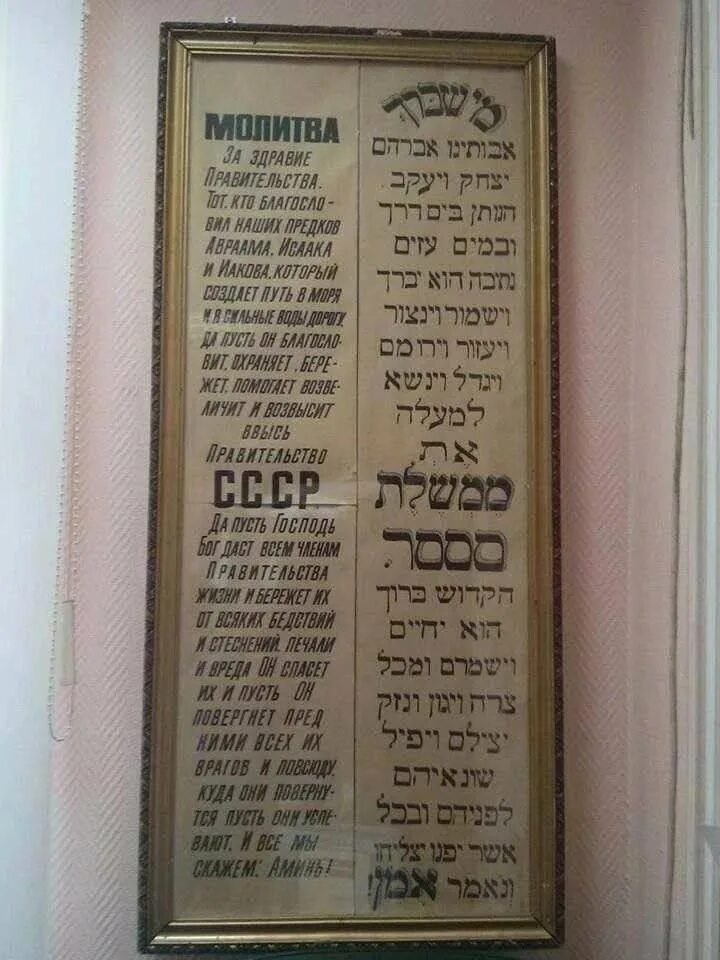 МОЛИТВА
За здравие
Правительства.
Тот, кто благосло-
вил наших предков
Авраама, Исаака
и Иакова, который
создает путь в моря
и в сильные воды дорогу,
да пусть он благосло-
вит, охраняет, бере-
жет, помогает возве-
личит и возвысит
ввысь
Правительство
СССР.
Да пусть Господь
Бог даст всем членам
Правительства
жизни и бережет их
от всяких бедствий
и стеснений, печали
и вреда ОН спасет
их и пусть ОН
повергнет пред
ними всех их
врагов и повсюду,
куда они поверну-
тся пусть они успе-
вают. И все мы
скажем: Аминь!
מי שברך
אבותינו אברהם
יצחק ויעקב.
הנותן בים דרך
ובמים עזים
נתיבה הוא יברך
וישמור וינצור
ויעזור וירומם
ויגדל וינשא
למעלה
אֶת
מֶמְשֶׁלֶת
סססר.
הקדוש ברוך
הוא יחיים
וישמרם ומכל
צרה ויגון ונזק
יצילם ויפיל
שונאיהם
לפניהם ובכל
אשר יפנו יצליחו
ונאמר אָמֵן!